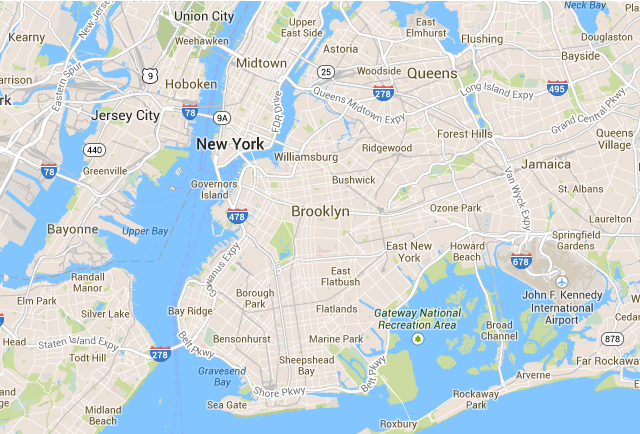 Union City
Upper
East Side
East
Elmhurst
Neck Bay
New Jersey
Kearny
Weehawken
Astoria
Flushing
Douglaston
Bayside
Midtown
25
Woodside
Queens
Harrison
Eastern Spur
9
Hoboken
278
Long Island Expy
495
Queens Midtown Expy
Grand Central Pkwy
FDR Drive
Jersey City
78
9A
Forest Hills
Queens
Village
New York
440
Williamsburg
Ridgewood
Jamaica
78
Greenville
Governors
Island
Bushwick
Van Wyck Expy
St. Albans
478
Brooklyn
Ozone Park
Laurelton
Bayonne
Upper Bay
Gowanus Expy
East New
York
Howard
Beach
Springfield
Gardens
678
Randall
Manor
East
Flatbush
Elm Park
Borough
Park
John F. Kennedy
International
Airport
Silver Lake
Bay Ridge
Flatlands
Gateway National
Recreation Area
Broad
Channel
878
Staten Island Expy
278
Belt Pkwy
Bensonhurst
Marine Park
Todt Hill
Gravesend
Bay
Sheepshead
Bay
Belt Pkwy
Far Rockaway
Arverne
Shore Pkwy
Rockaway
Park
Midland
Beach
Sea Gate
Roxbury